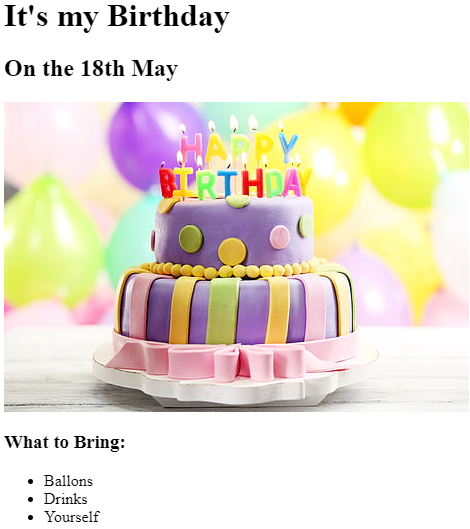 It's my Birthday
On the 18th May
HAPPY
BIRTHDAY
What to Bring:
Ballons
Drinks
Yourself